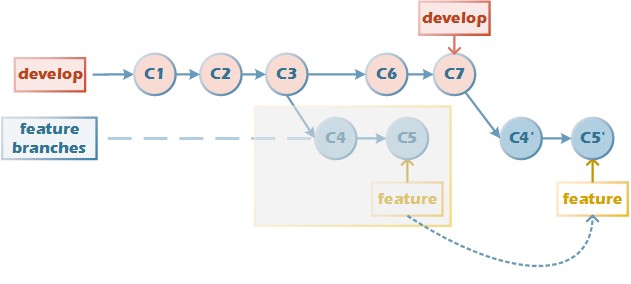 develop
develop
C1
C2
C3
C6
C7
feature
branches
C4
C5
C4'
C5'
feature
feature